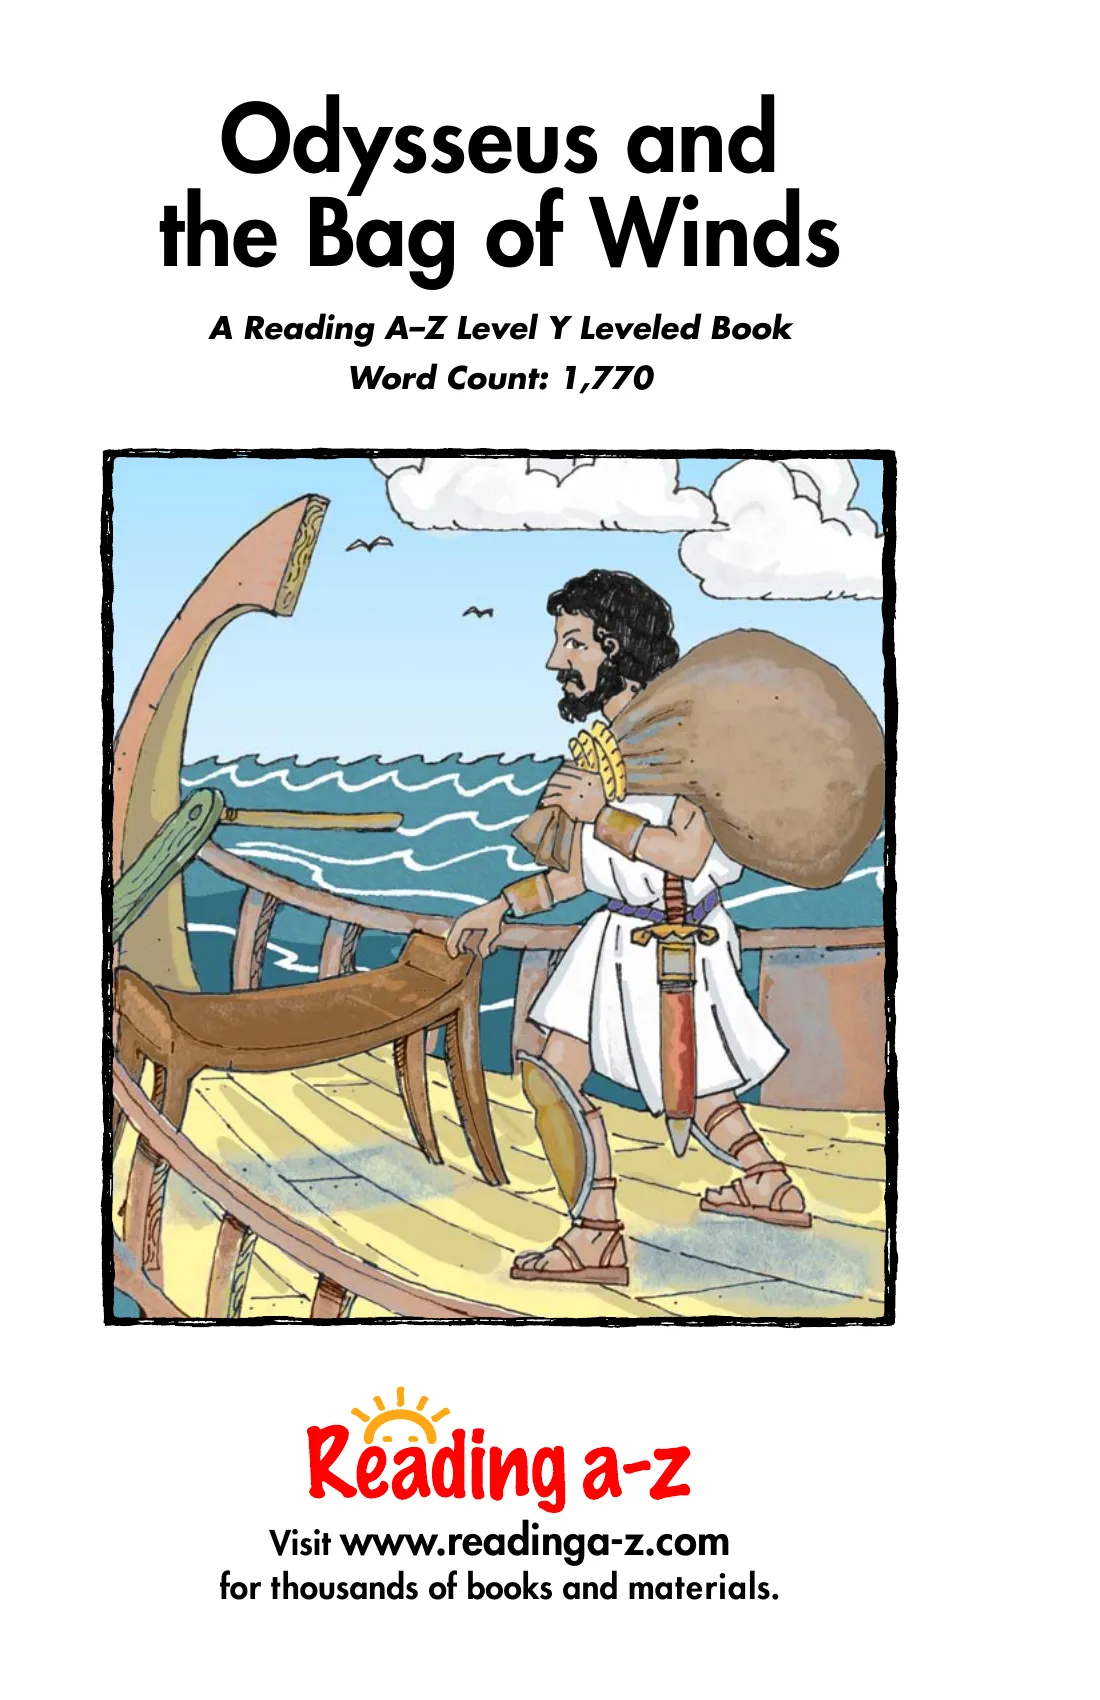 Odysseus and
the Bag of Winds
A Reading A–Z Level Y Leveled Book
Word Count: 1,770
Reading a-z
Visit www.readinga-z.com
for thousands of books and materials.